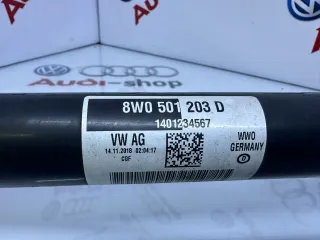 Audi-shop
8W0 501 203 D
1401234567
VW AG
14.11.2018 02:04:17
COF
WWO
GERMANY